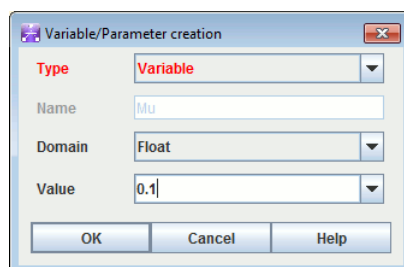 Variable/Parameter creation
Type Variable
Name Mu
Domain Float
Value 0.1
OK Cancel Help